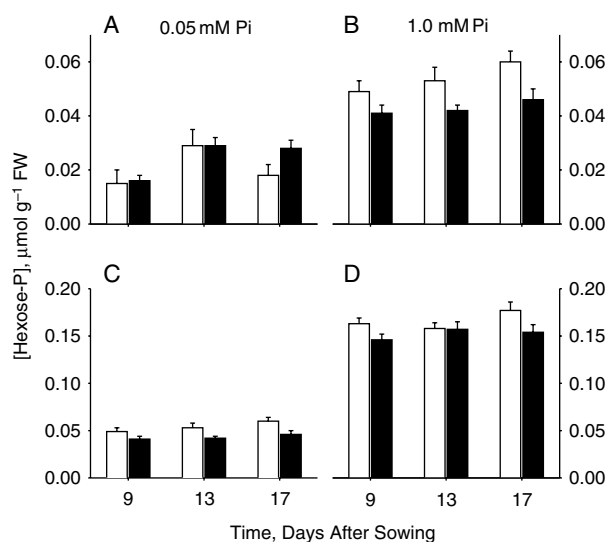 A 0.05 mM Pi B 1.0 mM Pi
0.06 0.06
0.04 0.04
0.02 0.02
0.00 0.00
[Hexose-P], μmol g⁻¹ FW
C D
0.20 0.20
0.15 0.15
0.10 0.10
0.05 0.05
0.00 0.00
9 13 17 9 13 17
Time, Days After Sowing